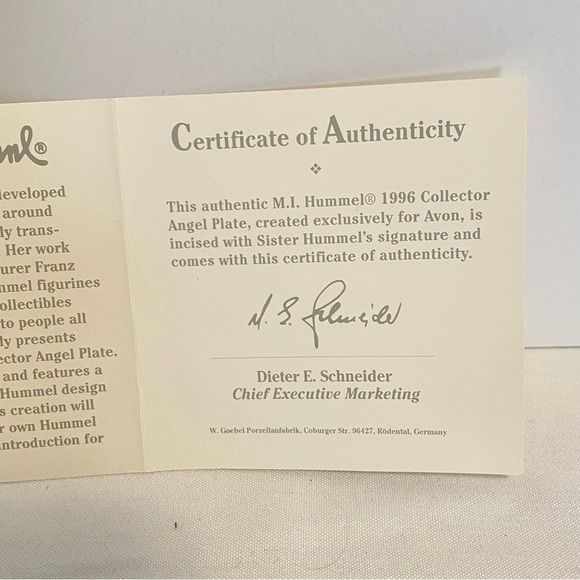 mel®
developed
around
ly trans-
Her work
urer Franz
mmel figurines
ollectibles
to people all
ly presents
ector Angel Plate.
and features a
Hummel design
s creation will
r own Hummel
introduction for
Certificate of Authenticity
This authentic M.I. Hummel® 1996 Collector
Angel Plate, created exclusively for Avon, is
incised with Sister Hummel's signature and
comes with this certificate of authenticity.
D. E. Schneider
Dieter E. Schneider
Chief Executive Marketing
W. Goebel Porzellanfabrik, Coburger Str. 96427, Rödental, Germany